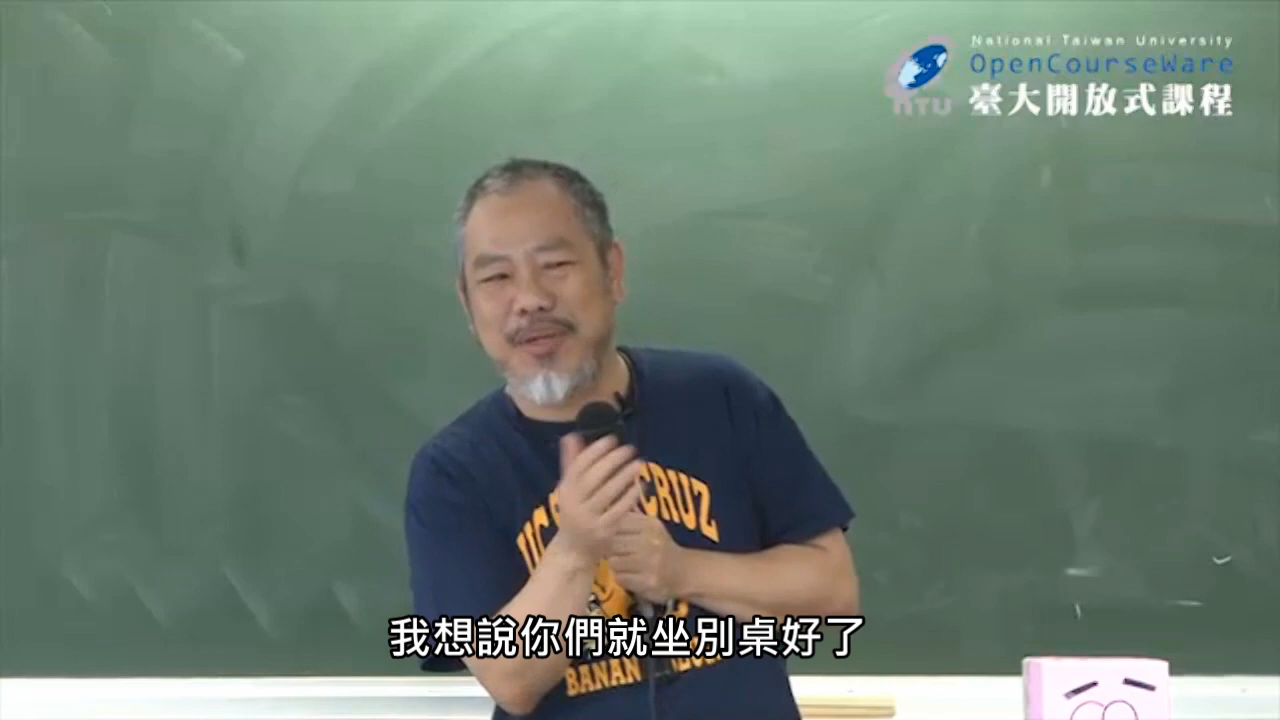 National Taiwan University
OpenCourseWare
NTU
臺大開放式課程
CRUZ
我想說你們就坐別桌好了